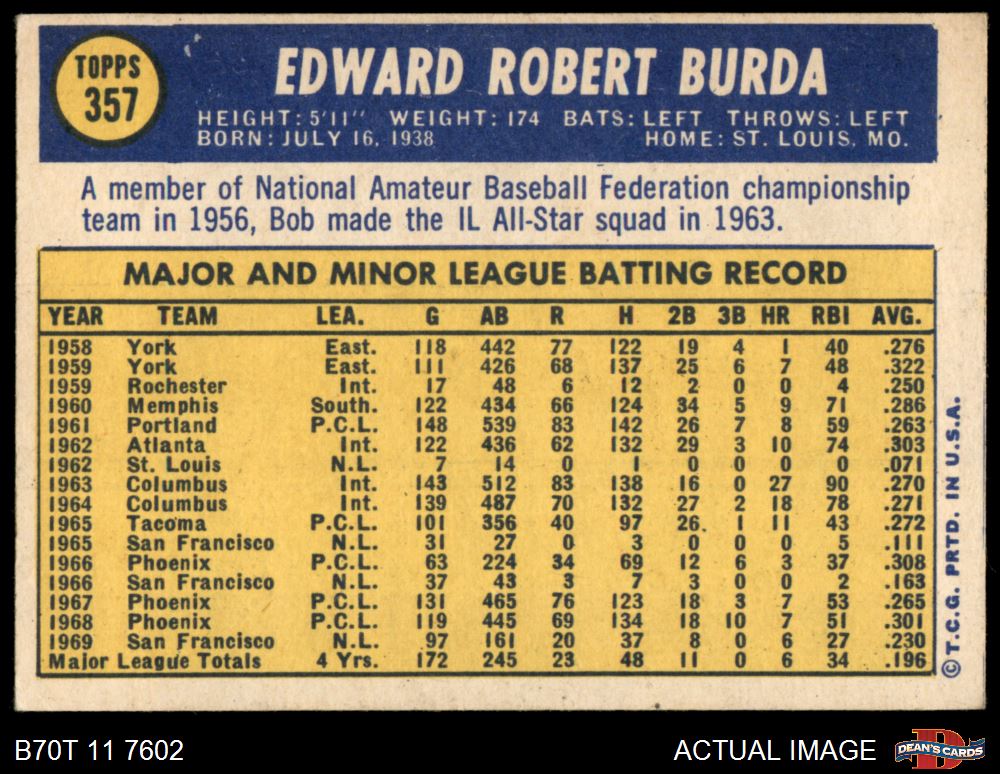 TOPPS
357
EDWARD ROBERT BURDA
HEIGHT: 5'11" WEIGHT: 174 BATS: LEFT THROWS: LEFT
BORN: JULY 16, 1938 HOME: ST. LOUIS, MO.
A member of National Amateur Baseball Federation championship
team in 1956, Bob made the IL All-Star squad in 1963.
MAJOR AND MINOR LEAGUE BATTING RECORD
YEAR TEAM LEA. G AB R H 2B 3B HR RBI AVG.
1958 York East. 118 442 77 122 19 4 1 40 .276
1959 York East. 111 426 68 137 25 6 7 48 .322
1959 Rochester Int. 17 48 6 12 2 0 0 4 .250
1960 Memphis South. 122 434 66 124 34 5 9 71 .286
1961 Portland P.C.L. 148 539 83 142 26 7 8 59 .263
1962 Atlanta Int. 122 436 62 132 29 3 10 74 .303
1962 St. Louis N.L. 7 14 0 1 0 0 0 0 .071
1963 Columbus Int. 143 512 83 138 16 0 27 90 .270
1964 Columbus Int. 139 487 70 132 27 2 18 78 .271
1965 Tacoma P.C.L. 101 356 40 97 26 1 11 43 .272
1965 San Francisco N.L. 31 27 0 3 0 0 0 5 .111
1966 Phoenix P.C.L. 63 224 34 69 12 6 3 37 .308
1966 San Francisco N.L. 37 43 3 7 3 0 0 2 .163
1967 Phoenix P.C.L. 131 465 76 123 18 3 7 53 .265
1968 Phoenix P.C.L. 119 445 69 134 18 10 7 51 .301
1969 San Francisco N.L. 97 161 20 37 8 0 6 27 .230
Major League Totals 4 Yrs. 172 245 23 48 11 0 6 34 .196
© T.C.G. PRTD. IN U.S.A.
B70T 11 7602 ACTUAL IMAGE
DEAN'S CARDS